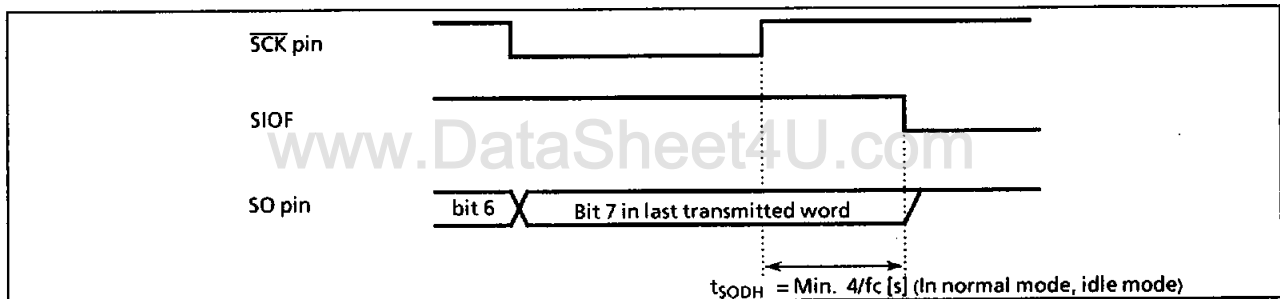 SCK pin
SIOF
www.DataSheet4U.com
SO pin
bit 6
Bit 7 in last transmitted word
tSODH = Min. 4/fc [s] (In normal mode, idle mode)